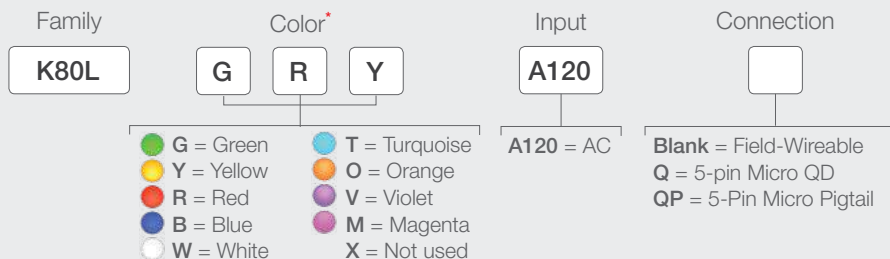 Family
Color*
Input
Connection
K80L
G
R
Y
A120
G = Green
Y = Yellow
R = Red
B = Blue
W = White
T = Turquoise
O = Orange
V = Violet
M = Magenta
X = Not used
A120 = AC
Blank = Field-Wireable
Q = 5-pin Micro QD
QP = 5-Pin Micro Pigtail